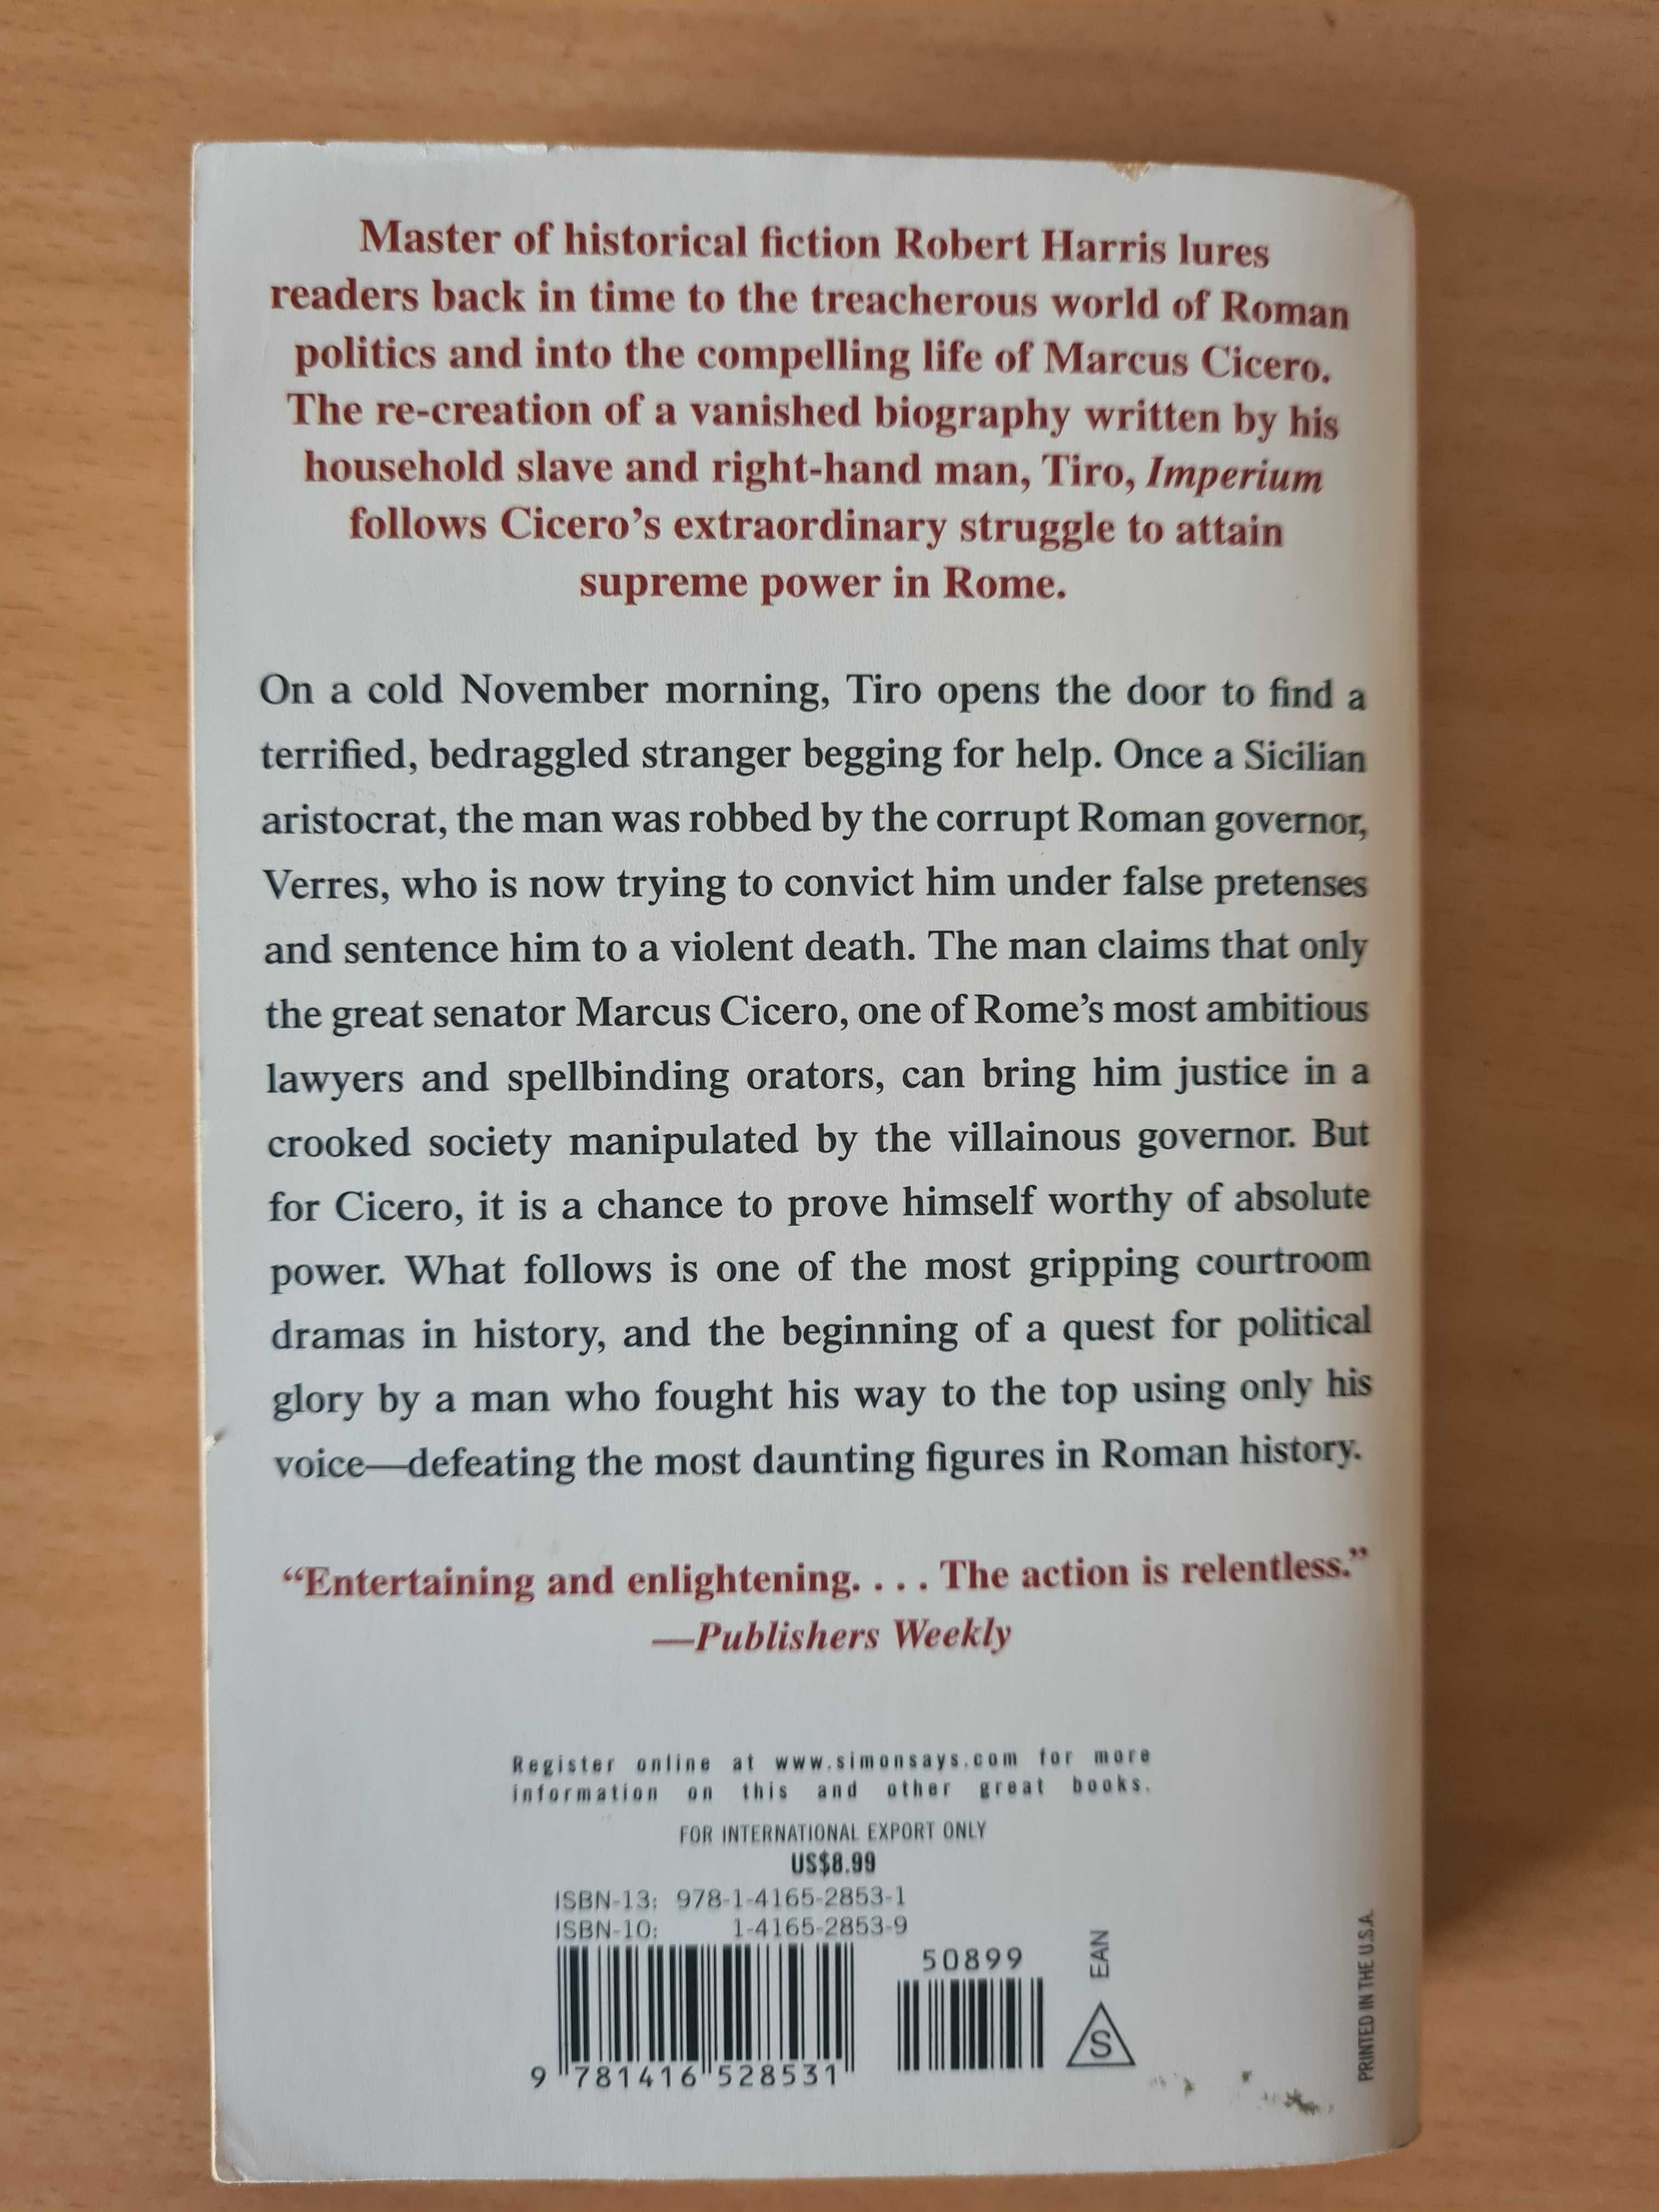 Master of historical fiction Robert Harris lures
readers back in time to the treacherous world of Roman
politics and into the compelling life of Marcus Cicero.
The re-creation of a vanished biography written by his
household slave and right-hand man, Tiro, Imperium
follows Cicero’s extraordinary struggle to attain
supreme power in Rome.
On a cold November morning, Tiro opens the door to find a
terrified, bedraggled stranger begging for help. Once a Sicilian
aristocrat, the man was robbed by the corrupt Roman governor,
Verres, who is now trying to convict him under false pretenses
and sentence him to a violent death. The man claims that only
the great senator Marcus Cicero, one of Rome’s most ambitious
lawyers and spellbinding orators, can bring him justice in a
crooked society manipulated by the villainous governor. But
for Cicero, it is a chance to prove himself worthy of absolute
power. What follows is one of the most gripping courtroom
dramas in history, and the beginning of a quest for political
glory by a man who fought his way to the top using only his
voice—defeating the most daunting figures in Roman history.
“Entertaining and enlightening. . . . The action is relentless.”
—Publishers Weekly
Register online at www.simonsays.com for more
information on this and other great books.
FOR INTERNATIONAL EXPORT ONLY
US$8.99
ISBN-13: 978-1-4165-2853-1
ISBN-10: 1-4165-2853-9
50899
9 781416 528531
EAN
S
PRINTED IN THE U.S.A.